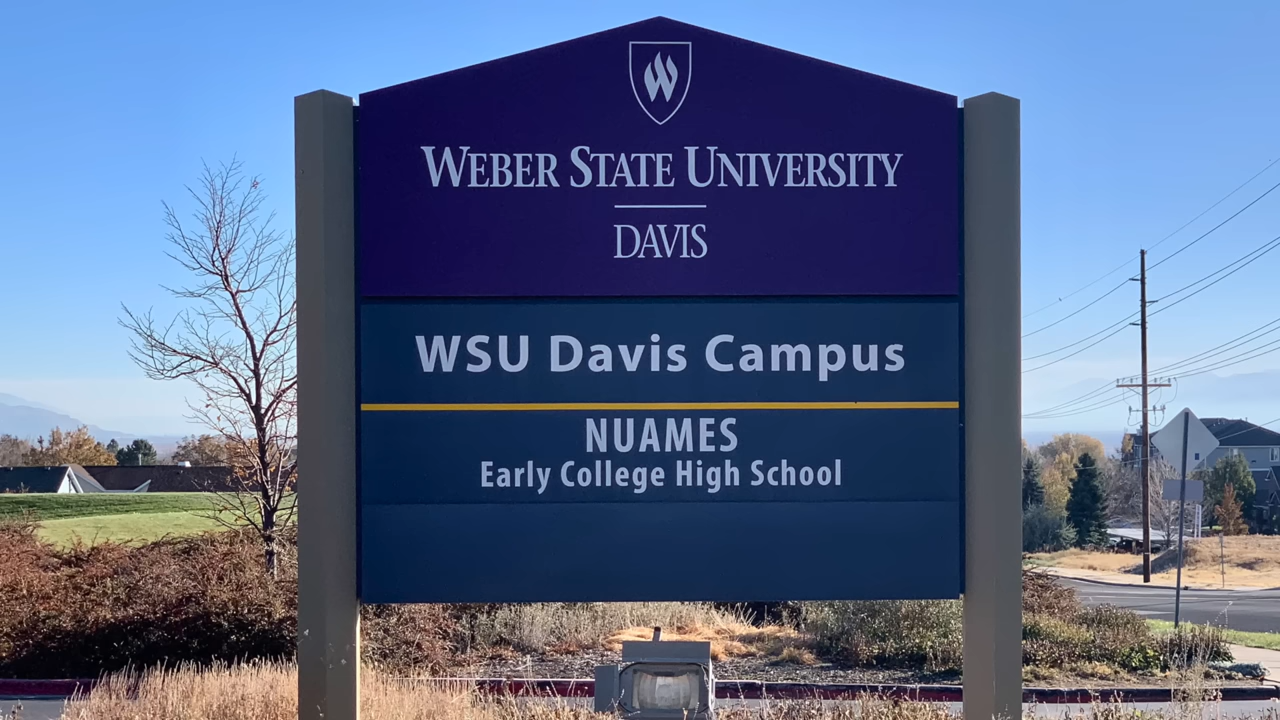 W
WEBER STATE UNIVERSITY
DAVIS
WSU Davis Campus
NUAMES
Early College High School